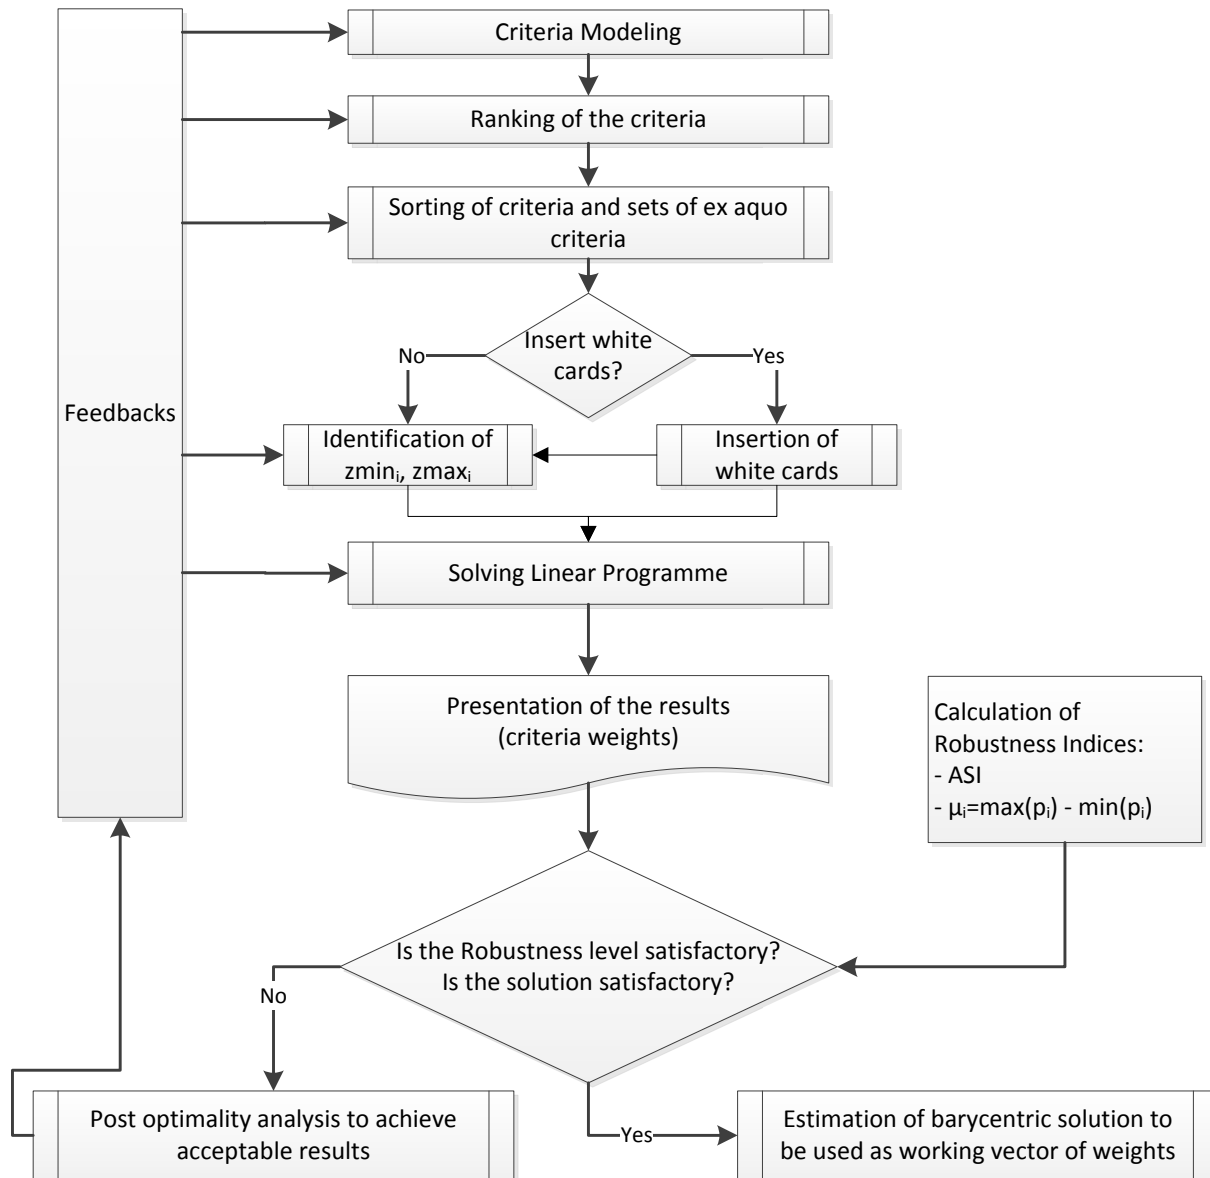 Criteria Modeling
Ranking of the criteria
Sorting of criteria and sets of ex aquo
criteria
Insert white
cards?
No
Yes
Feedbacks
Identification of
zminᵢ, zmaxᵢ
Insertion of
white cards
Solving Linear Programme
Presentation of the results
(criteria weights)
Calculation of
Robustness Indices:
- ASI
- μᵢ=max(pᵢ) - min(pᵢ)
Is the Robustness level satisfactory?
Is the solution satisfactory?
No
Yes
Post optimality analysis to achieve
acceptable results
Estimation of barycentric solution to
be used as working vector of weights